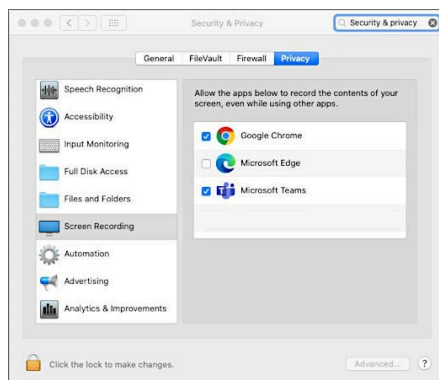 Security & Privacy
Security & privacy
General FileVault Firewall Privacy
Speech Recognition
Accessibility
Input Monitoring
Full Disk Access
Files and Folders
Screen Recording
Automation
Advertising
Analytics & Improvements
Allow the apps below to record the contents of your
screen, even while using other apps.
Google Chrome
Microsoft Edge
Microsoft Teams
Click the lock to make changes.
Advanced... ?